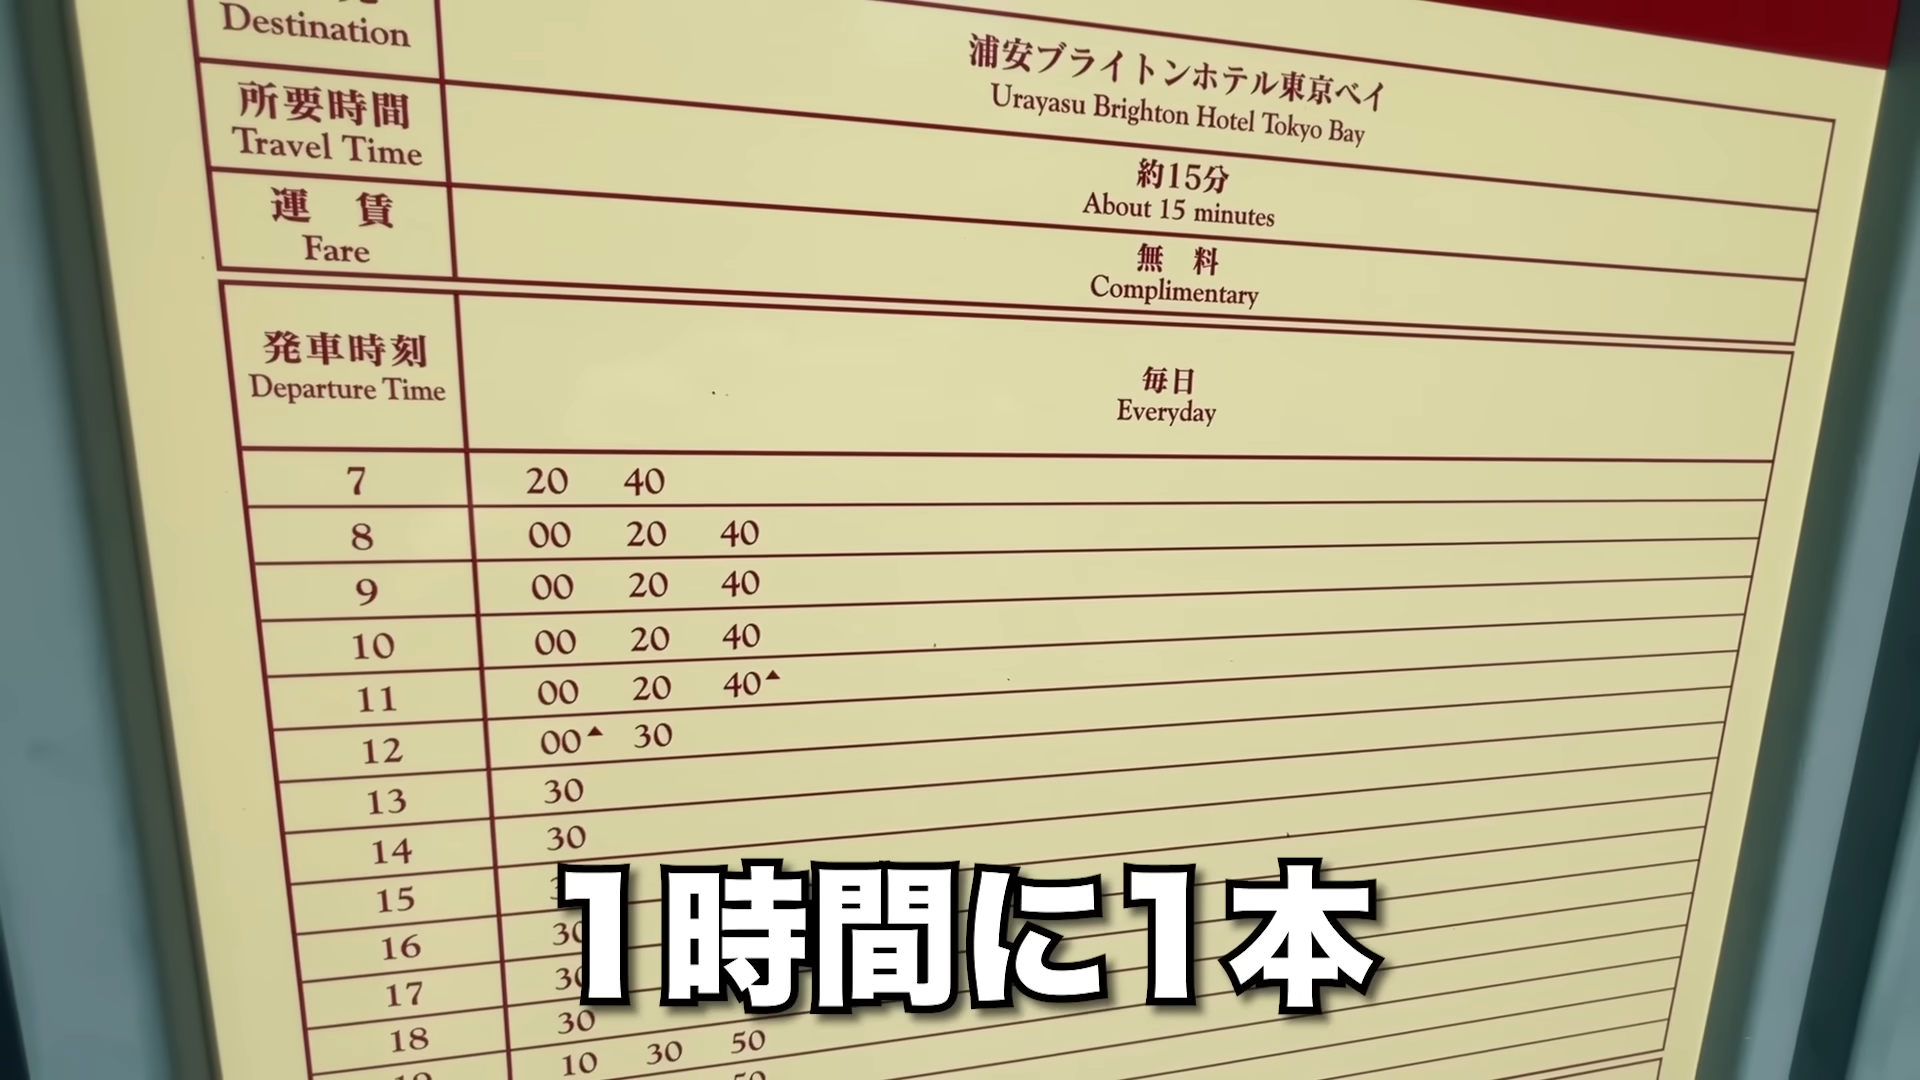 Destination
浦安ブライトンホテル東京ベイ
Urayasu Brighton Hotel Tokyo Bay
所要時間
Travel Time
約15分
About 15 minutes
運 賃
Fare
無 料
Complimentary
発車時刻
Departure Time
毎日
Everyday
7 20 40
8 00 20 40
9 00 20 40
10 00 20 40
11 00 20 40▲
12 00▲ 30
13 30
14 30
15
16 30
17 30
18 30
10 30 50
1時間に1本